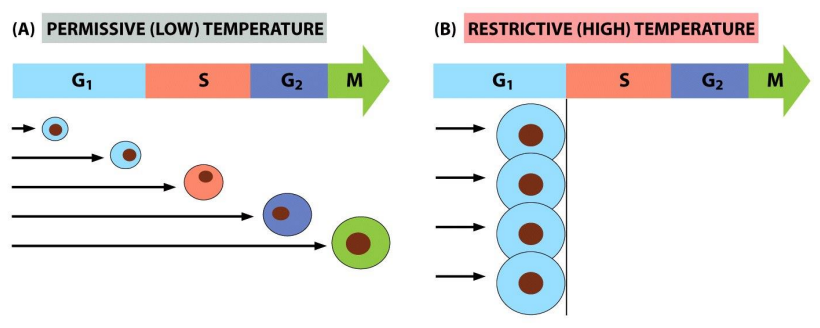 (A) PERMISSIVE (LOW) TEMPERATURE
G₁ S G₂ M
(B) RESTRICTIVE (HIGH) TEMPERATURE
G₁ S G₂ M